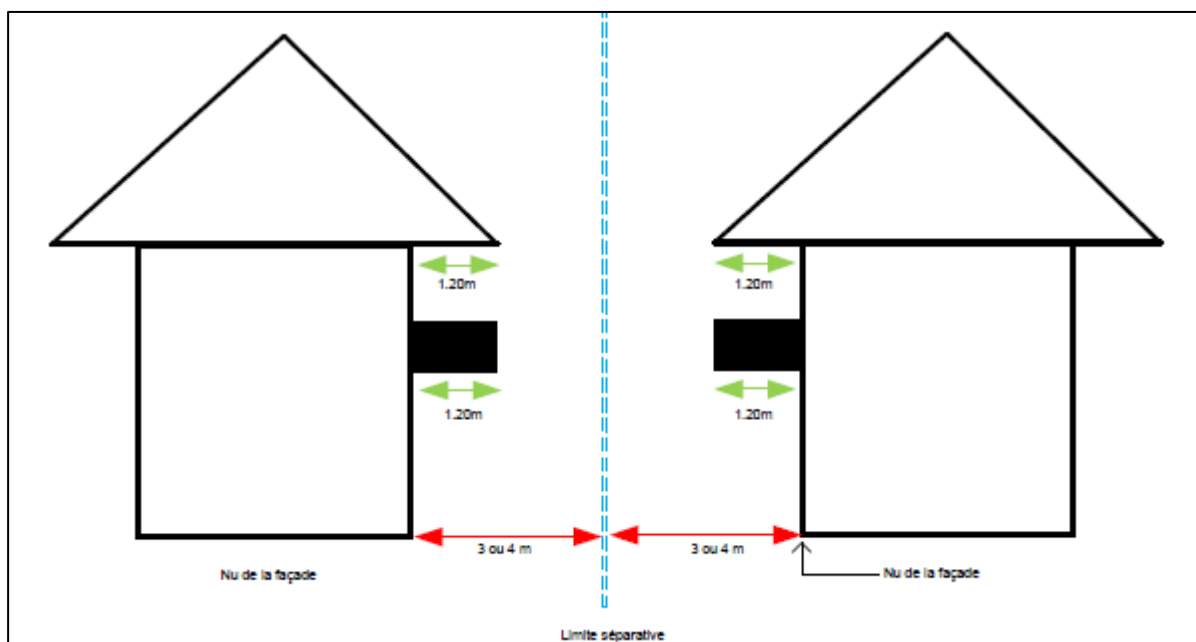 1.20m
1.20m
1.20m
1.20m
3 ou 4 m
3 ou 4 m
Nu de la façade
Nu de la façade
Limite séparative